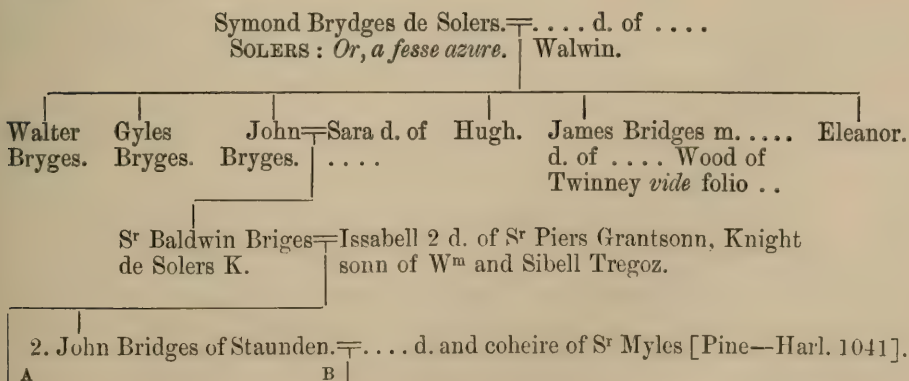 Symond Brydges de Solers.=. . . . d. of . . . .
SOLERS : Or, a fesse azure. Walwin.
Walter Bryges.
Gyles Bryges.
John Bryges.=Sara d. of . . . .
Hugh.
James Bridges m. . . . .
d. of . . . . Wood of
Twinney vide folio . .
Eleanor.
Sʳ Baldwin Briges=Issabell 2 d. of Sʳ Piers Grantsonn, Knight
de Solers K. sonn of Wᵐ and Sibell Tregoz.
2. John Bridges of Staunden.=. . . . d. and coheire of Sʳ Myles [Pine—Harl. 1041].
A B